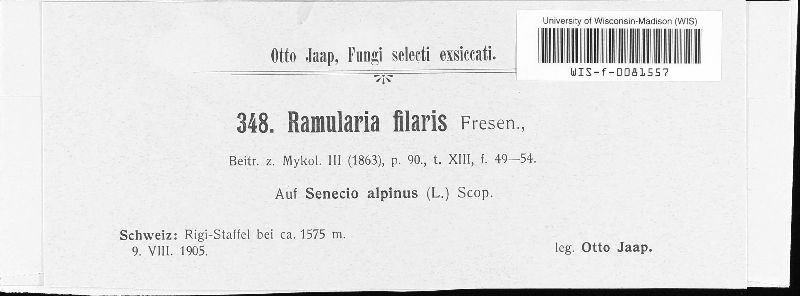 University of Wisconsin-Madison (WIS)
WIS-f-0081557
Otto Jaap, Fungi selecti exsiccati.
348. Ramularia filaris Fresen.,
Beitr. z. Mykol. III (1863), p. 90., t. XIII, f. 49—54.
Auf Senecio alpinus (L.) Scop.
Schweiz: Rigi-Staffel bei ca. 1575 m.
9. VIII. 1905.
leg. Otto Jaap.